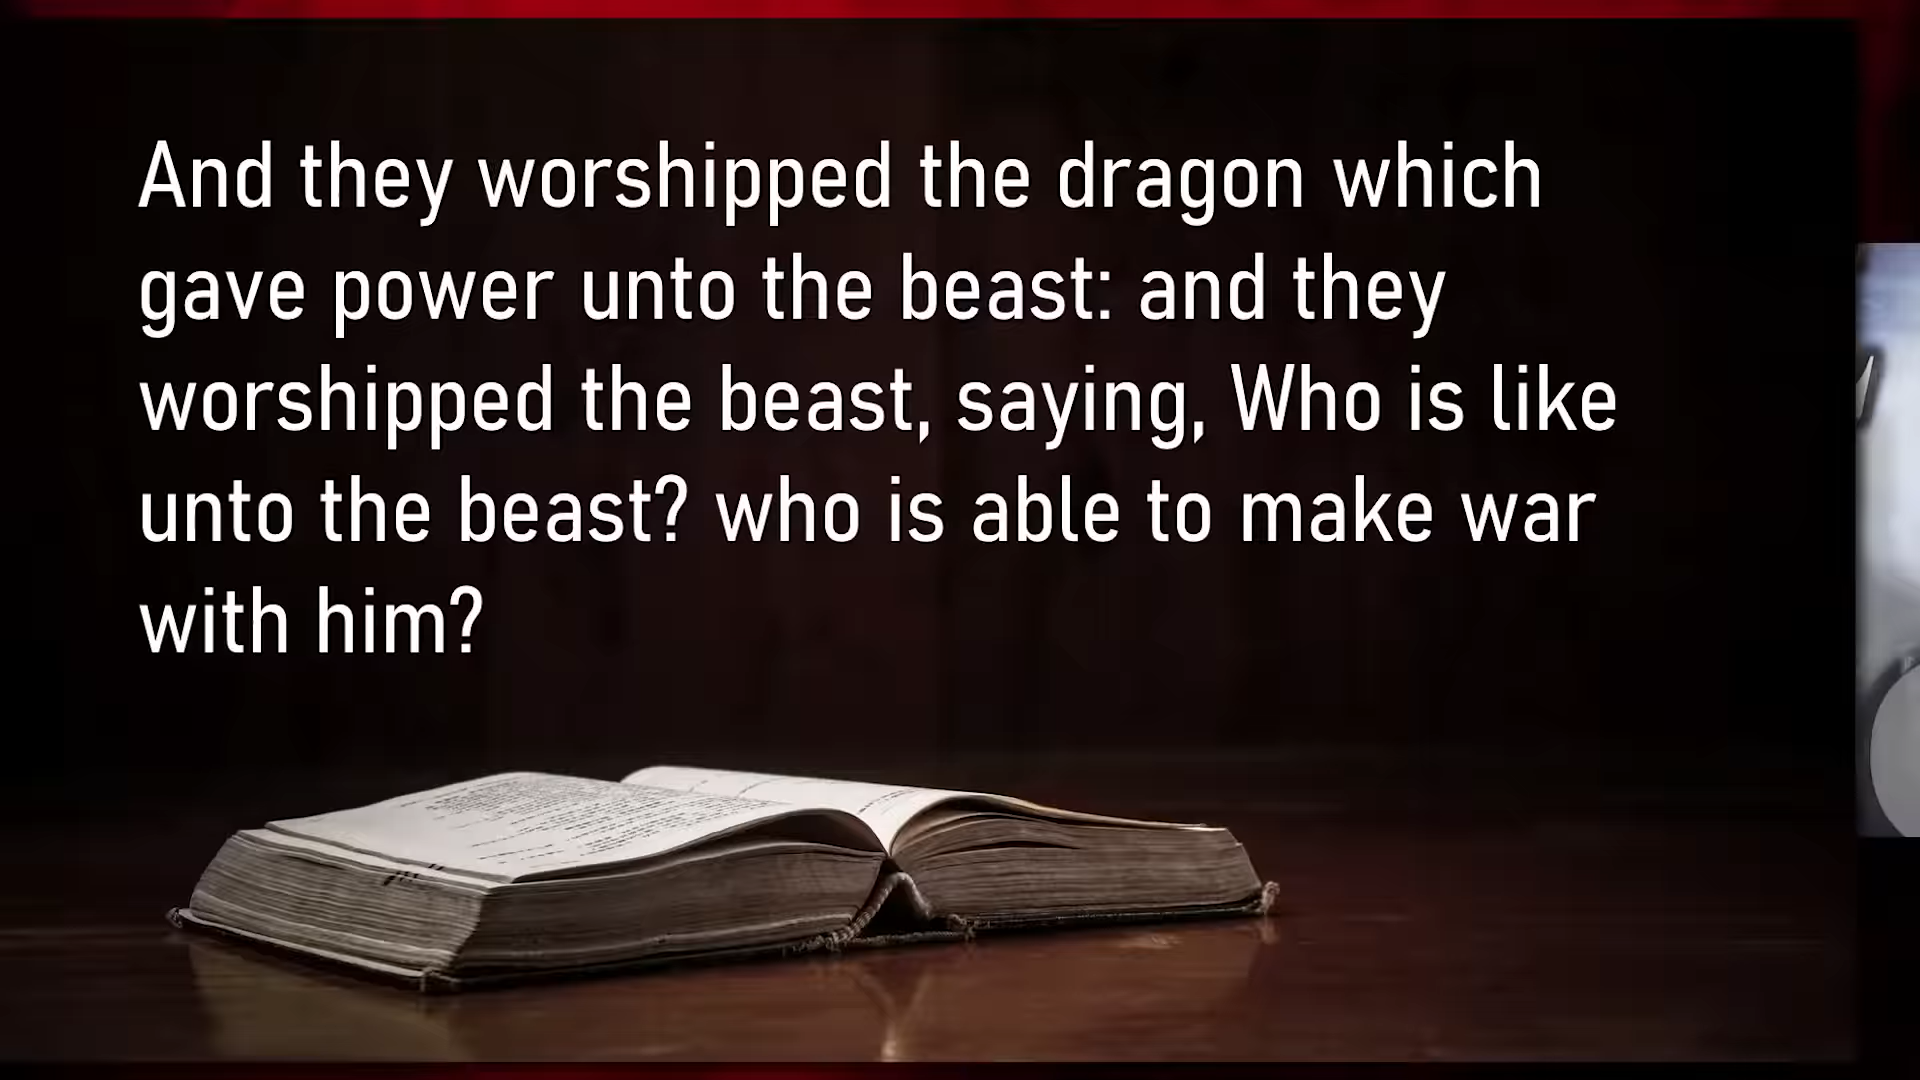 And they worshipped the dragon which
gave power unto the beast: and they
worshipped the beast, saying, Who is like
unto the beast? who is able to make war
with him?